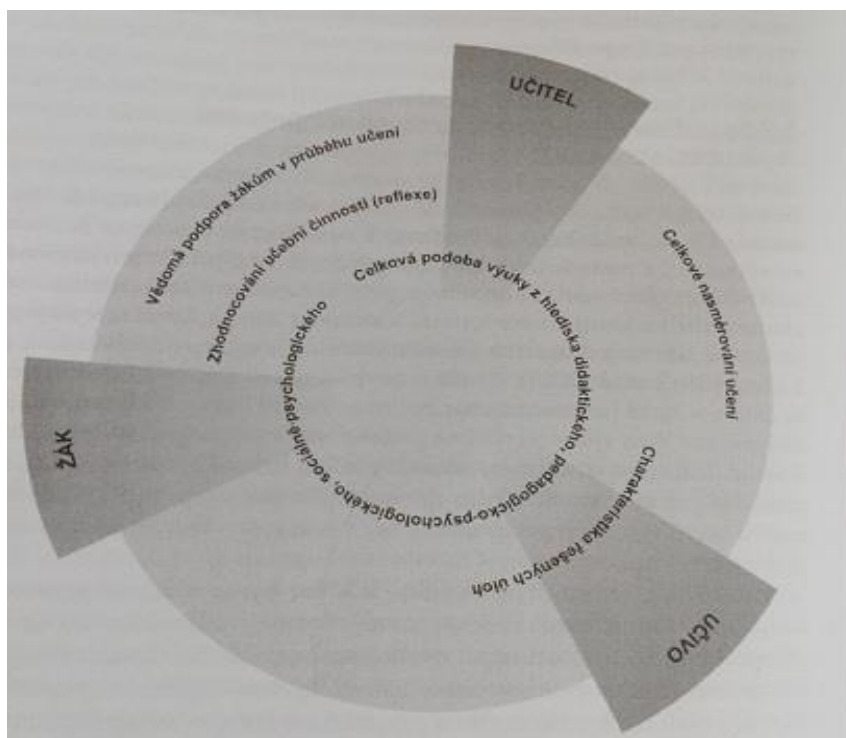 UČITEL
Vědomá podpora žákům v průběhu učení
Zhodnocování učební činnosti (reflexe)
Celková podoba výuky z hlediska didaktického, pedagogicko-psychologického, sociálně psychologického
Celkové nasměrování učení
ŽÁK
Charakteristika řešených úloh
UČIVO